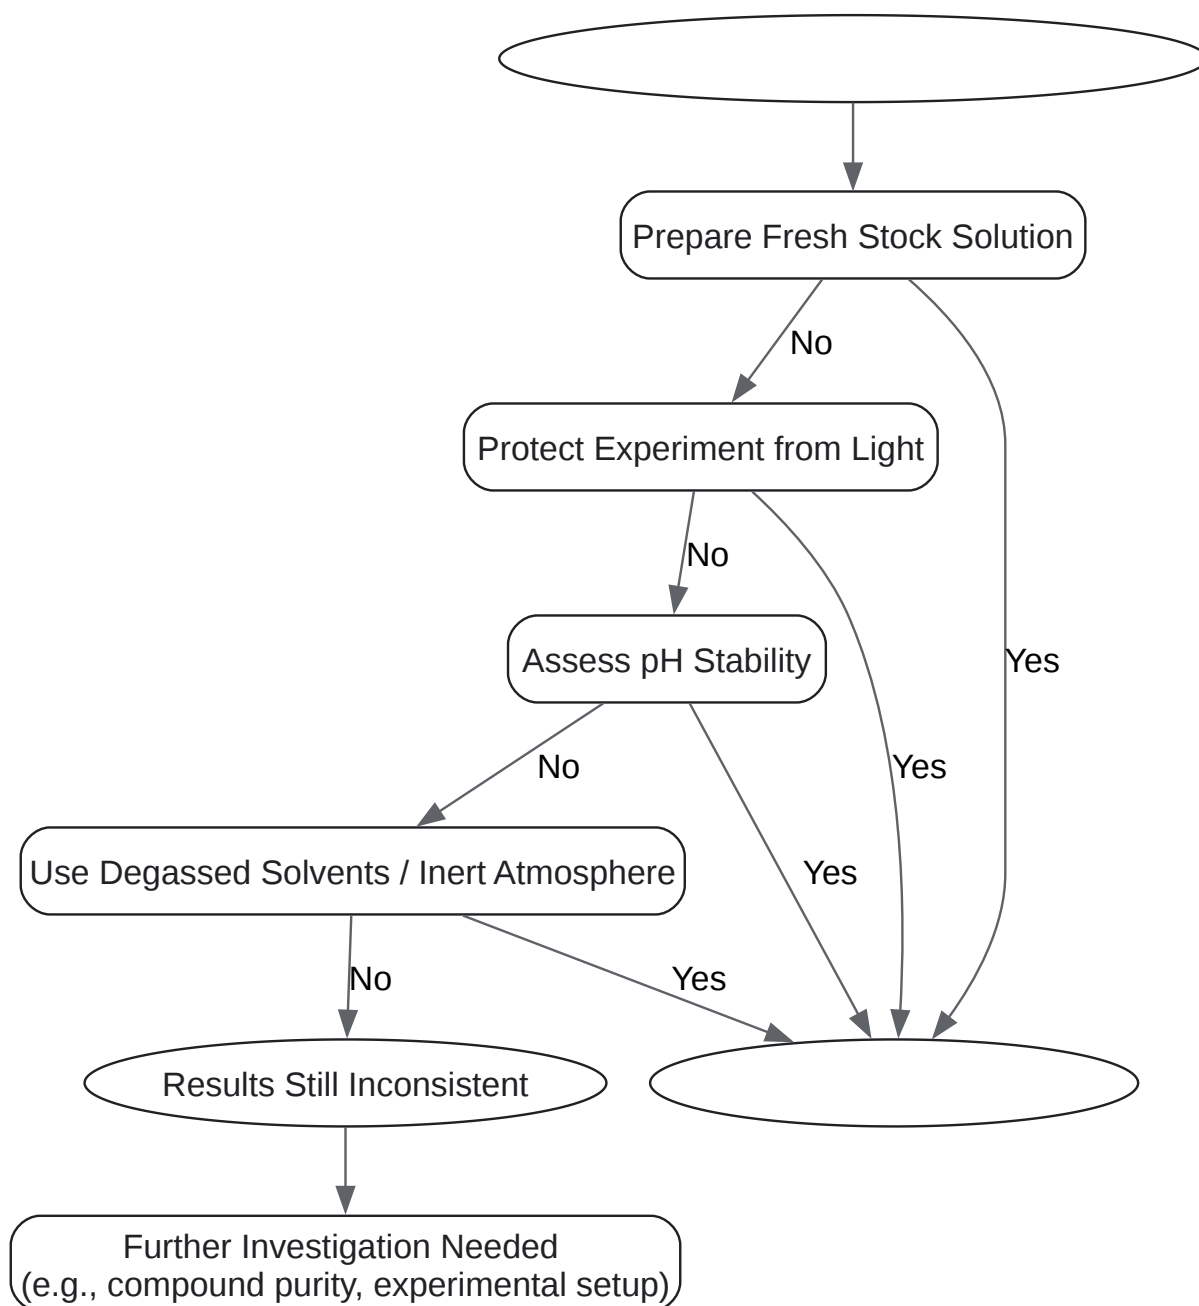 Prepare Fresh Stock Solution
No
Protect Experiment from Light
No
Assess pH Stability
Yes
No
Yes
Use Degassed Solvents / Inert Atmosphere
Yes
No
Yes
Results Still Inconsistent
Further Investigation Needed
(e.g., compound purity, experimental setup)